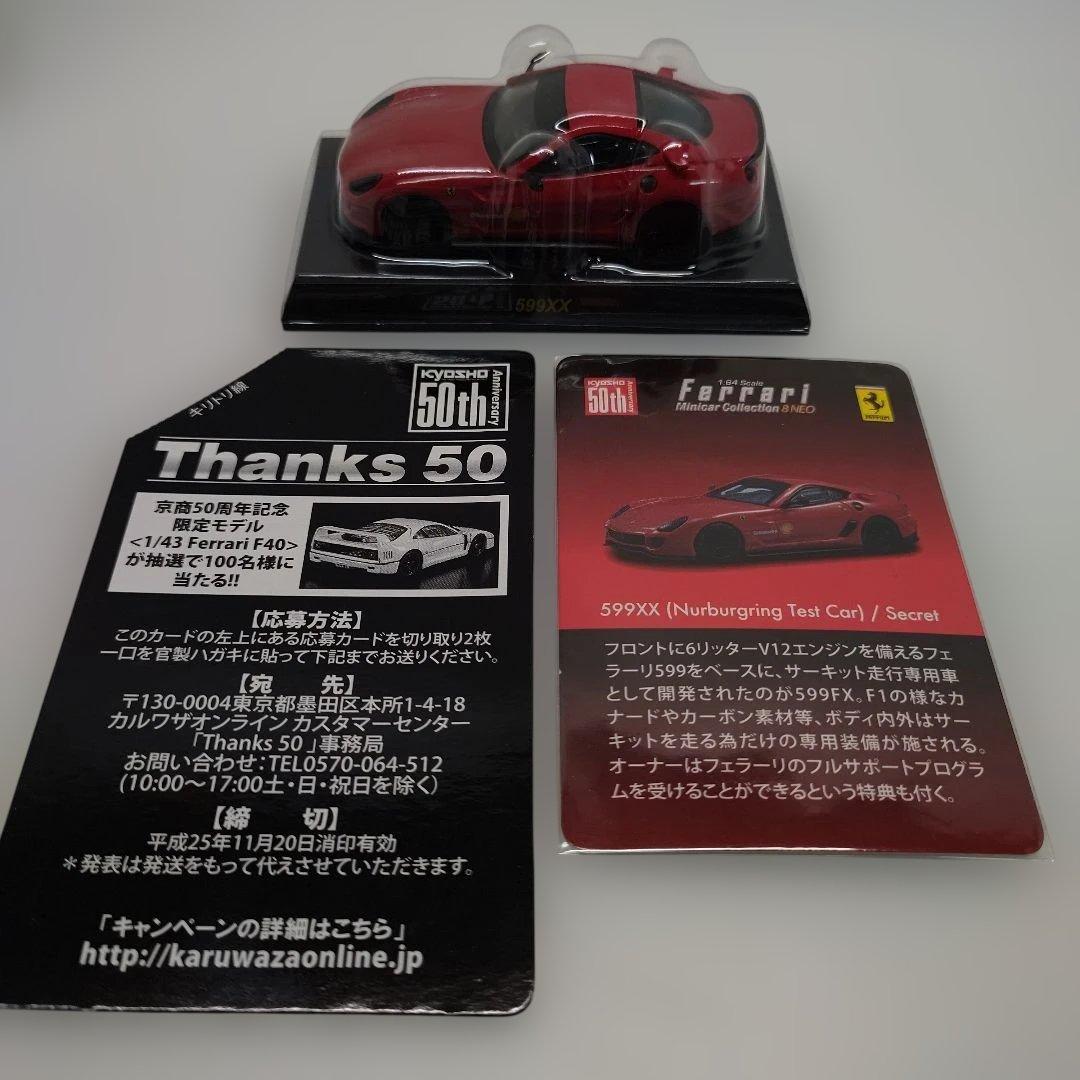 599XX
キリトリ線
KYOSHO
50th
Anniversary
Thanks 50
京商50周年記念
限定モデル
<1/43 Ferrari F40>
が抽選で100名様に
当たる!!
【応募方法】
このカードの左上にある応募カードを切り取り2枚
一口を官製ハガキに貼って下記までお送りください。
【宛　先】
〒130-0004東京都墨田区本所1-4-18
カルワザオンライン カスタマーセンター
「Thanks 50 」事務局
お問い合わせ：TEL0570-064-512
(10:00〜17:00土・日・祝日を除く)
【締　切】
平成25年11月20日消印有効
＊発表は発送をもって代えさせていただきます。
「キャンペーンの詳細はこちら」
http://karuwazaonline.jp
KYOSHO
50th
Anniversary
1:64 Scale
Ferrari
Minicar Collection 8 NEO
Ferrari
599XX (Nurburgring Test Car) / Secret
フロントに6リッターV12エンジンを備えるフェ
ラーリ599をベースに、サーキット走行専用車
として開発されたのが599FX。F1の様なカ
ナードやカーボン素材等、ボディ内外はサー
キットを走る為だけの専用装備が施される。
オーナーはフェラーリのフルサポートプログラ
ムを受けることができるという特典も付く。